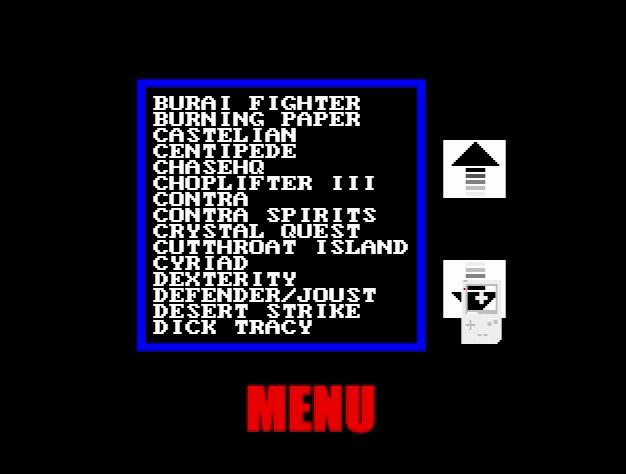 BURAI FIGHTER
BURNING PAPER
CASTELIAN
CENTIPEDE
CHASEHQ
CHOPLIFTER III
CONTRA
CONTRA SPIRITS
CRYSTAL QUEST
CUTTHROAT ISLAND
CYRIAD
DEXTERITY
DEFENDER/JOUST
DESERT STRIKE
DICK TRACY
MENU